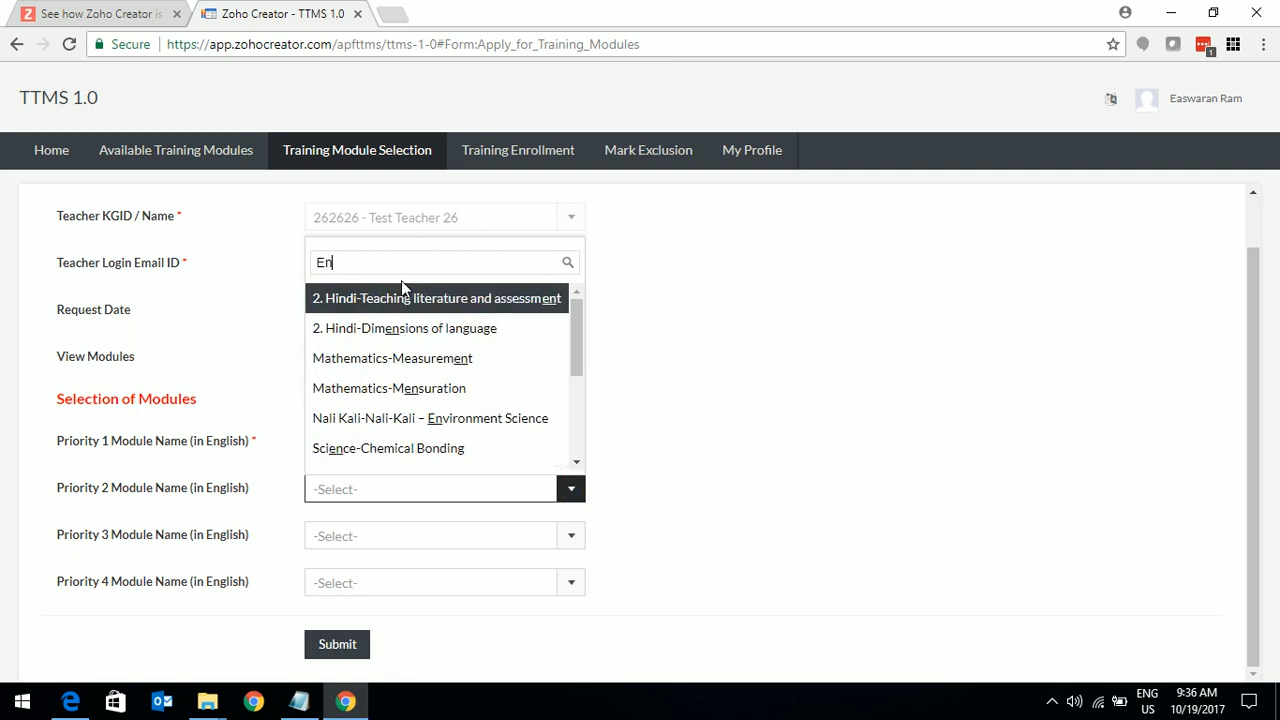 See how Zoho Creator is
Zoho Creator - TTMS 1.0
Secure
https://app.zohocreator.com/apfttms/ttms-1-0#Form:Apply_for_Training_Modules
1
TTMS 1.0
Easwaran Ram
Home
Available Training Modules
Training Module Selection
Training Enrollment
Mark Exclusion
My Profile
Teacher KGID / Name *
262626 - Test Teacher 26
Teacher Login Email ID *
En
Request Date
2. Hindi-Teaching literature and assessment
2. Hindi-Dimensions of language
View Modules
Mathematics-Measurement
Mathematics-Mensuration
Selection of Modules
Nali Kali-Nali-Kali – Environment Science
Priority 1 Module Name (in English) *
Science-Chemical Bonding
Priority 2 Module Name (in English)
-Select-
Priority 3 Module Name (in English)
-Select-
Priority 4 Module Name (in English)
-Select-
Submit
ENG
US
9:36 AM
10/19/2017